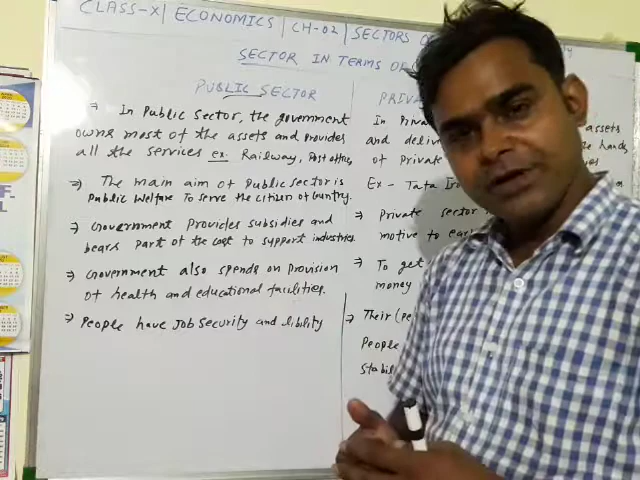 CLASS-X | ECONOMICS | CH-02 | SECTORS
SECTOR IN TERMS OF
PUBLIC SECTOR
→ In Public Sector, the government
owns most of the assets and provides
all the services ex. Railway, Post office
⇒) The main aim of Public sector is
Public Welfare To serve the citizen of country.
→ Government Provides subsidies and
bears part of the cost to support industries.
→ Government also spends on provision
of health and educational facilities.
⇒ People have Job security and
PRIVA
In Priva
assets
and deliv
hands
of Private
Ex - Tata Iro
→ Private sector
motive to ear
→ To get
money
→ Their (Pe
People
Stabil